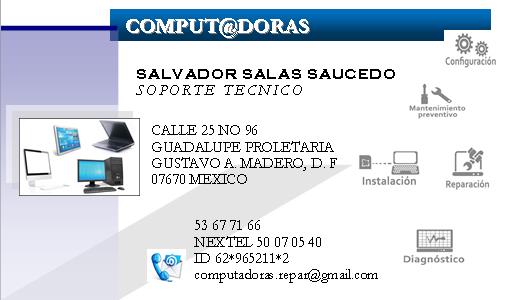 COMPUT@DORAS
Configuración
SALVADOR SALAS SAUCEDO
SOPORTE TECNICO
Mantenimiento
preventivo
CALLE 25 NO 96
GUADALUPE PROLETARIA
GUSTAVO A. MADERO, D. F
07670 MEXICO
Instalación
Reparación
53 67 71 66
NEXTEL 50 07 05 40
ID 62*965211*2
computadoras.repar@gmail.com
Diagnóstico